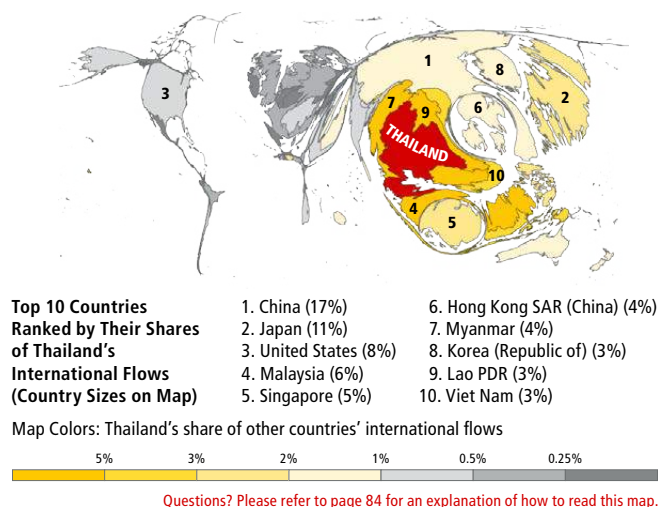 1
8
3
7
9
6
2
THAILAND
10
4
5
Top 10 Countries
Ranked by Their Shares
of Thailand's
International Flows
(Country Sizes on Map)
1. China (17%)
2. Japan (11%)
3. United States (8%)
4. Malaysia (6%)
5. Singapore (5%)
6. Hong Kong SAR (China) (4%)
7. Myanmar (4%)
8. Korea (Republic of) (3%)
9. Lao PDR (3%)
10. Viet Nam (3%)
Map Colors: Thailand's share of other countries' international flows
5% 3% 2% 1% 0.5% 0.25%
Questions? Please refer to page 84 for an explanation of how to read this map.